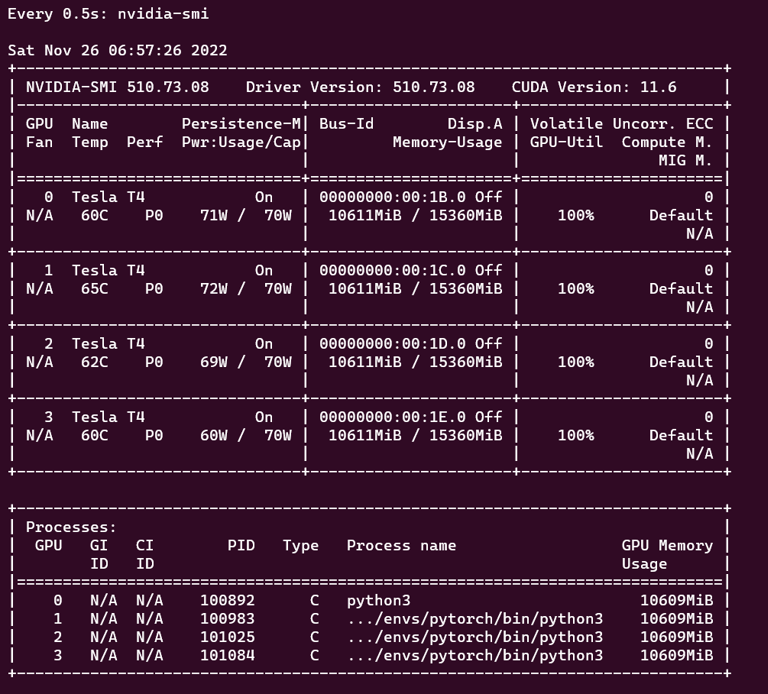 Every 0.5s: nvidia-smi
Sat Nov 26 06:57:26 2022
+-----------------------------------------------------------------------------+
| NVIDIA-SMI 510.73.08    Driver Version: 510.73.08    CUDA Version: 11.6     |
|-------------------------------+----------------------+----------------------+
| GPU  Name        Persistence-M| Bus-Id        Disp.A | Volatile Uncorr. ECC |
| Fan  Temp  Perf  Pwr:Usage/Cap|         Memory-Usage | GPU-Util  Compute M. |
|                               |                      |               MIG M. |
|===============================+======================+======================|
|   0  Tesla T4            On   | 00000000:00:1B.0 Off |                    0 |
| N/A   60C    P0    71W /  70W |  10611MiB / 15360MiB |    100%      Default |
|                               |                      |                  N/A |
+-------------------------------+----------------------+----------------------+
|   1  Tesla T4            On   | 00000000:00:1C.0 Off |                    0 |
| N/A   65C    P0    72W /  70W |  10611MiB / 15360MiB |    100%      Default |
|                               |                      |                  N/A |
+-------------------------------+----------------------+----------------------+
|   2  Tesla T4            On   | 00000000:00:1D.0 Off |                    0 |
| N/A   62C    P0    69W /  70W |  10611MiB / 15360MiB |    100%      Default |
|                               |                      |                  N/A |
+-------------------------------+----------------------+----------------------+
|   3  Tesla T4            On   | 00000000:00:1E.0 Off |                    0 |
| N/A   60C    P0    60W /  70W |  10611MiB / 15360MiB |    100%      Default |
|                               |                      |                  N/A |
+-------------------------------+----------------------+----------------------+
+-----------------------------------------------------------------------------+
| Processes:                                                                  |
|  GPU   GI   CI        PID   Type   Process name                  GPU Memory |
|        ID   ID                                                   Usage      |
|=============================================================================|
|    0   N/A  N/A    100892      C   python3                         10609MiB |
|    1   N/A  N/A    100983      C   .../envs/pytorch/bin/python3    10609MiB |
|    2   N/A  N/A    101025      C   .../envs/pytorch/bin/python3    10609MiB |
|    3   N/A  N/A    101084      C   .../envs/pytorch/bin/python3    10609MiB |
+-----------------------------------------------------------------------------+